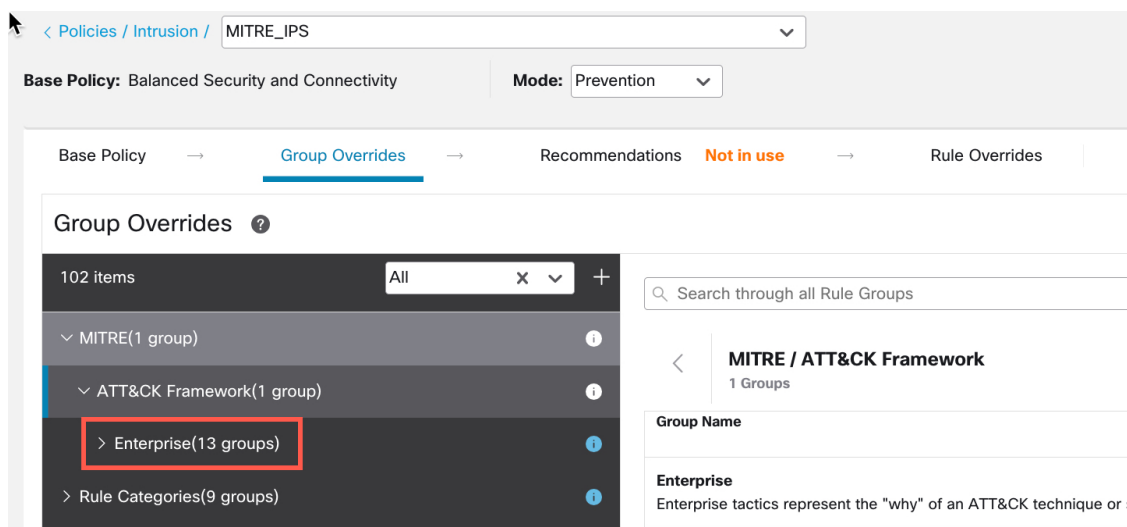 Policies / Intrusion / MITRE_IPS
Base Policy: Balanced Security and Connectivity Mode: Prevention
Base Policy → Group Overrides → Recommendations Not in use → Rule Overrides
Group Overrides ?
102 items All
Search through all Rule Groups
MITRE(1 group)
ATT&CK Framework(1 group)
Enterprise(13 groups)
Rule Categories(9 groups)
MITRE / ATT&CK Framework
1 Groups
Group Name
Enterprise
Enterprise tactics represent the "why" of an ATT&CK technique or